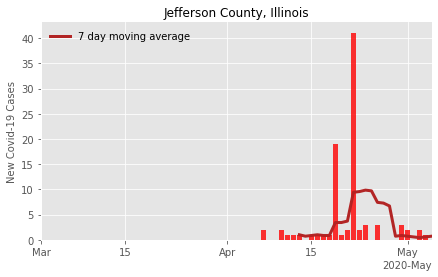 Jefferson County, Illinois
7 day moving average
New Covid-19 Cases
40
35
30
25
20
15
10
5
0
Mar 15 Apr 15 May
2020-May